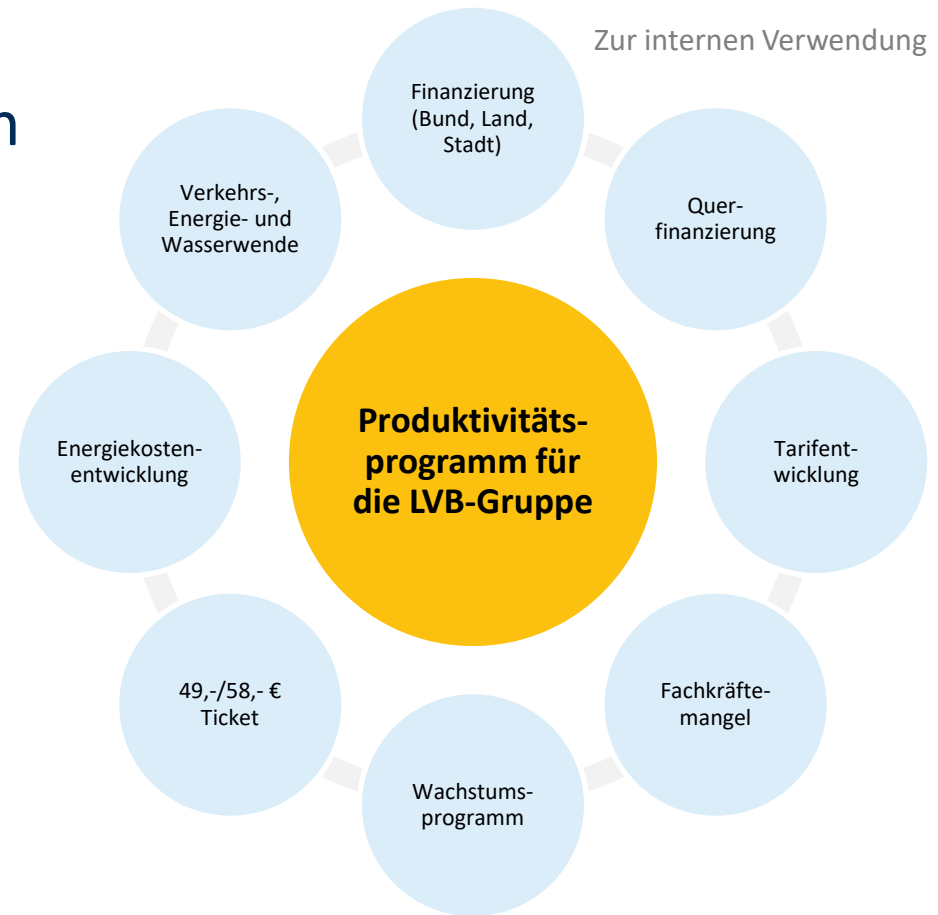 Zur internen Verwendung
n
Finanzierung
(Bund, Land,
Stadt)
Quer-
finanzierung
Tarifent-
wicklung
Fachkräfte-
mangel
Wachstums-
programm
49,-/58,- €
Ticket
Energiekosten-
entwicklung
Verkehrs-,
Energie- und
Wasserwende
Produktivitäts-
programm für
die LVB-Gruppe